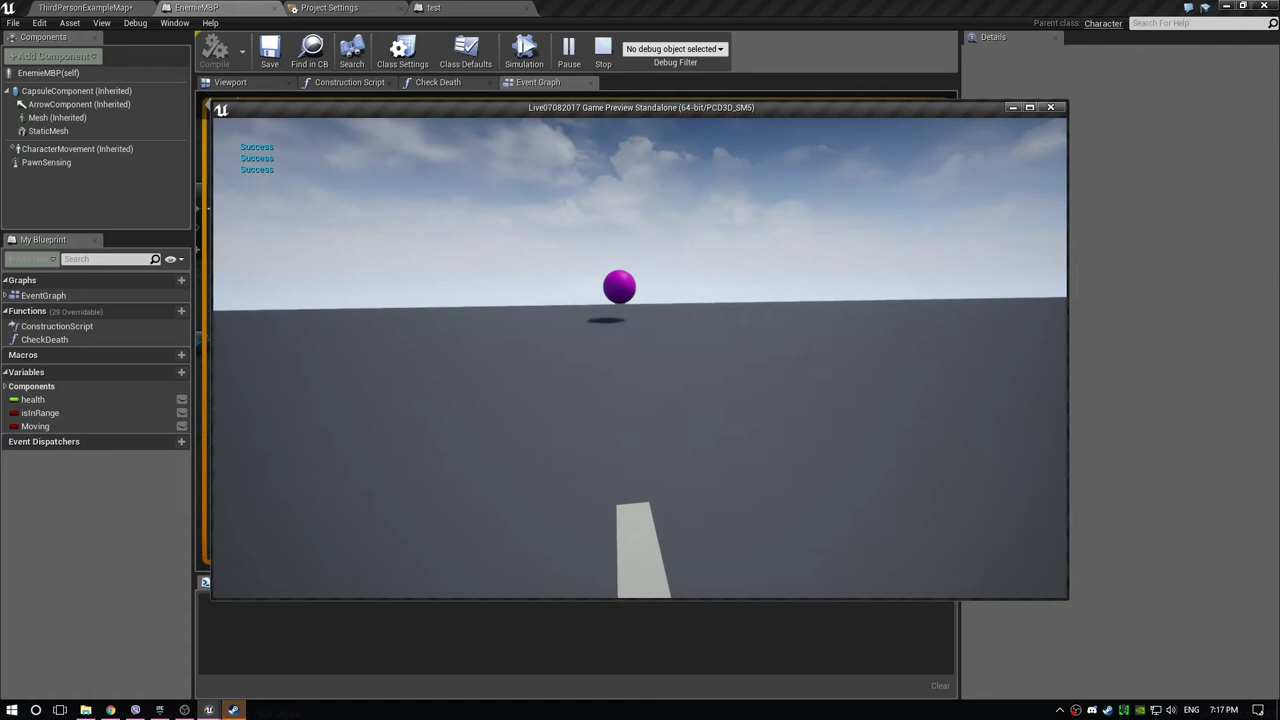 ThirdPersonExampleMap*
EnemieMBP
Project Settings
test
File Edit Asset View Debug Window Help
Parent class: Character
Search For Help
Components
+Add Component
EnemieMBP(self)
CapsuleComponent (Inherited)
ArrowComponent (Inherited)
Mesh (Inherited)
StaticMesh
CharacterMovement (Inherited)
PawnSensing
My Blueprint
Search
Graphs
EventGraph
Functions (29 Overridable)
ConstructionScript
CheckDeath
Macros
Variables
Components
health
isInRange
Moving
Event Dispatchers
Compile
Save
Find in CB
Search
Class Settings
Class Defaults
Simulation
Pause
Stop
No debug object selected
Debug Filter
Details
Viewport
Construction Script
Check Death
Event Graph
Live07082017 Game Preview Standalone (64-bit/PCD3D_SM5)
Success
Success
Success
Clear
ENG 7:17 PM